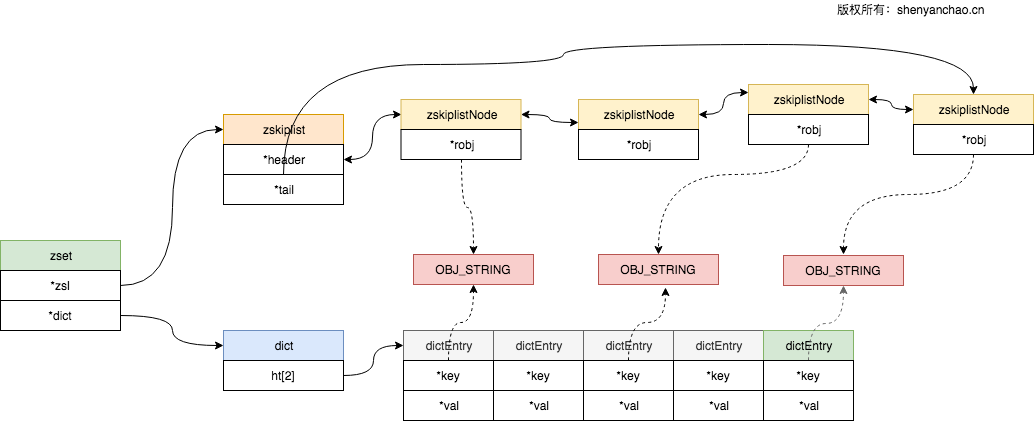 版权所有：shenyanchao.cn
zskiplist
*header
*tail
zskiplistNode
*robj
zskiplistNode
*robj
zskiplistNode
*robj
zskiplistNode
*robj
zset
*zsl
*dict
OBJ_STRING
OBJ_STRING
OBJ_STRING
dict
ht[2]
dictEntry dictEntry dictEntry dictEntry dictEntry
*key *key *key *key *key
*val *val *val *val *val